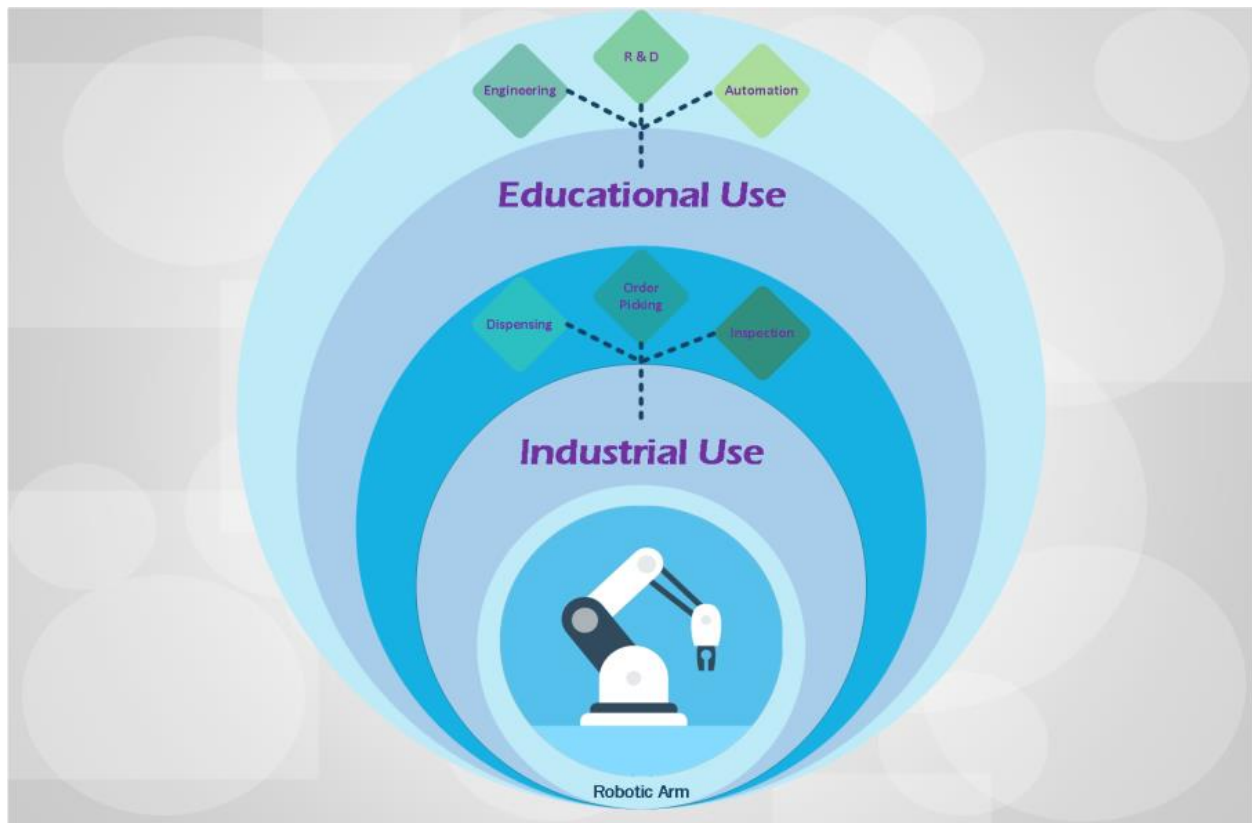 R & D
Engineering
Automation
Educational Use
Order
Picking
Dispensing
Inspection
Industrial Use
Robotic Arm